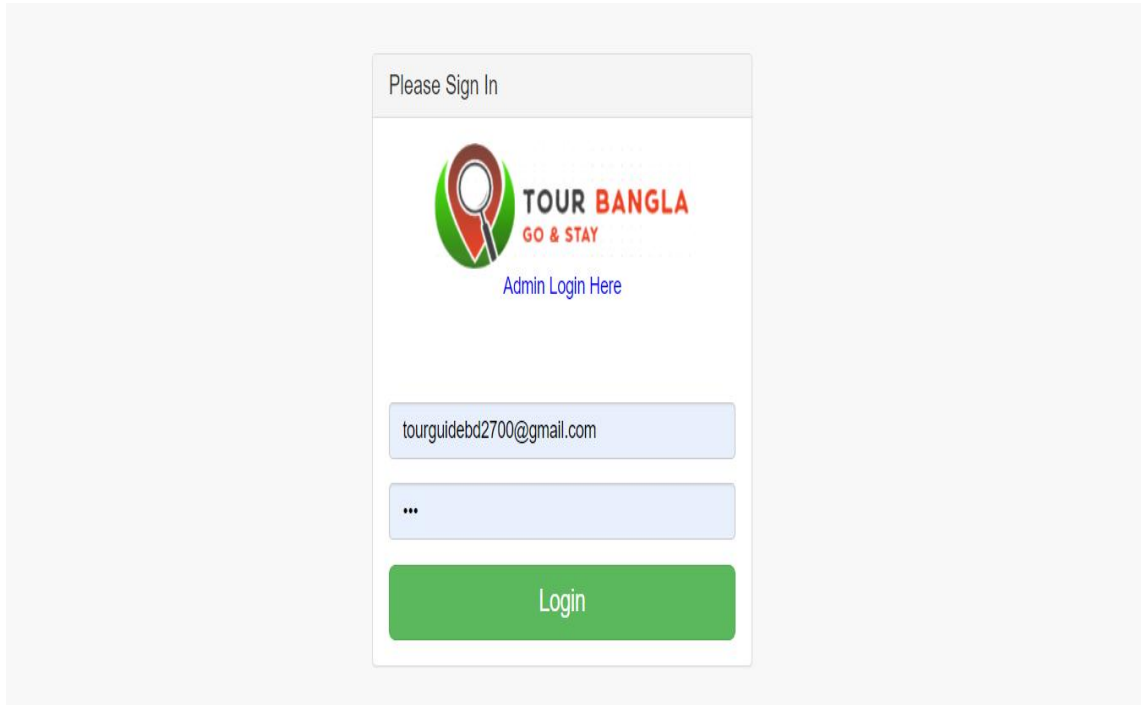 Please Sign In
TOUR BANGLA
GO & STAY
Admin Login Here
tourguidebd2700@gmail.com
•••
Login